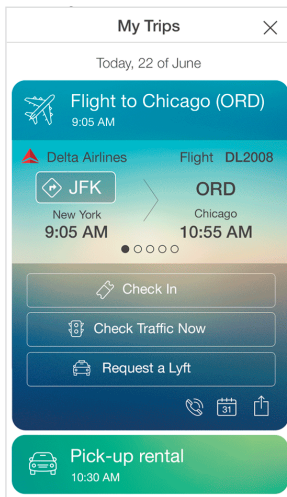 My Trips
Today, 22 of June
Flight to Chicago (ORD)
9:05 AM
Delta Airlines
Flight DL2008
JFK
ORD
New York
Chicago
9:05 AM
10:55 AM
Check In
Check Traffic Now
Request a Lyft
31
Pick-up rental
10:30 AM